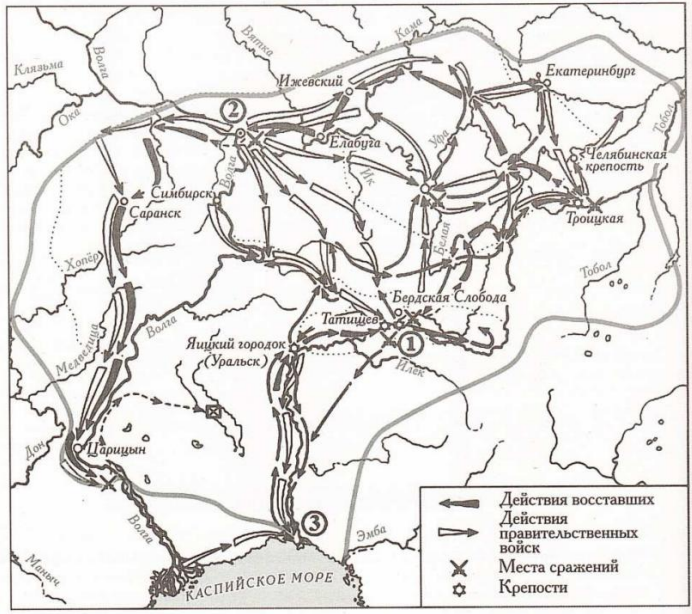 Клязьма
Волга
Вятка
Кама
Ока
Ижевский
Екатеринбург
Тобол
②
Елабуга
Уфа
Челябинская
крепость
Симбирск
Саранск
Волга
Ик
Белая
Троицкая
Хопёр
Тобол
Медведица
Волга
Бердская Слобода
Татищев
①
Яицкий городок
(Уральск)
Илек
Дон
Царицын
Волга
③
Эмба
Маныч
КАСПИЙСКОЕ МОРЕ
Действия восставших
Действия
правительственных
войск
Места сражений
Крепости